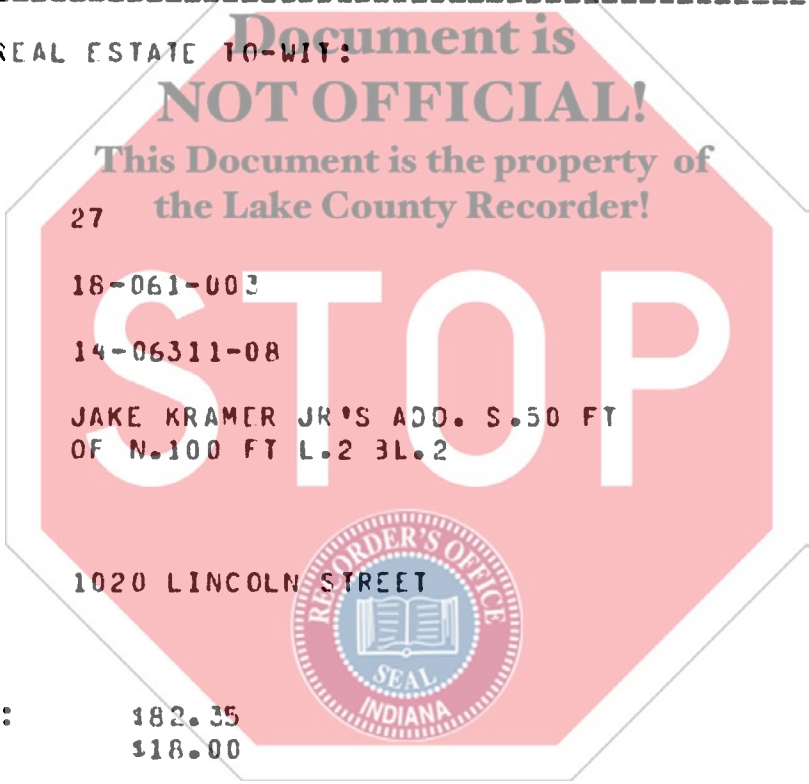 REAL ESTATE TO-WIT:
Document is
NOT OFFICIAL!
This Document is the property of
the Lake County Recorder!
27
18-061-003
14-06311-08
STOP
JAKE KRAMER JR'S ADD. S.50 FT
OF N.100 FT L.2 BL.2
1020 LINCOLN STREET
RECORDER'S OFFICE
SEAL
INDIANA
: $82.35
$18.00